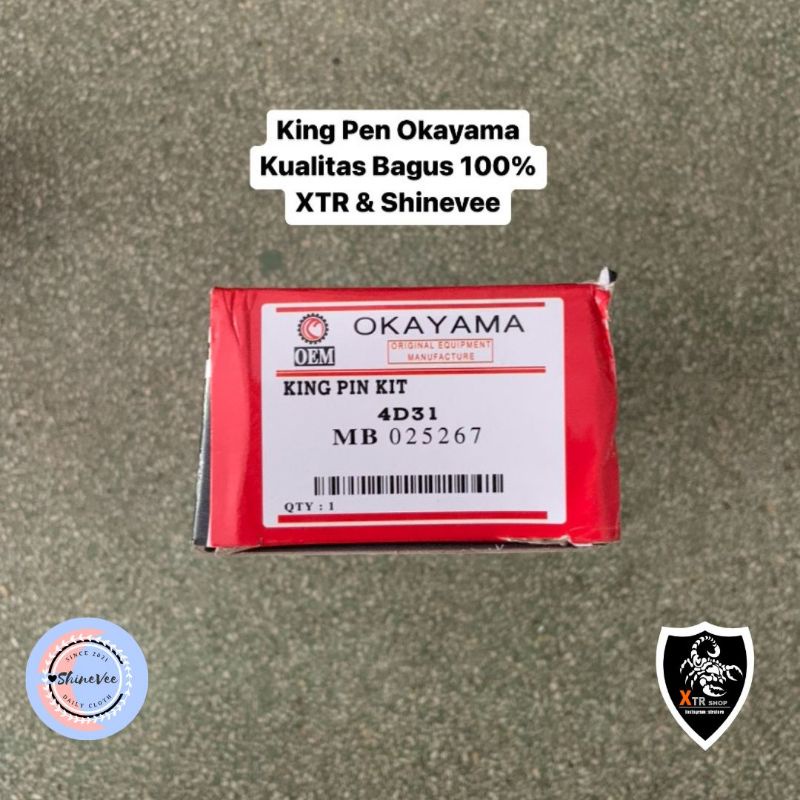 King Pen Okayama
Kualitas Bagus 100%
XTR & Shinevee
OKAYAMA
OEM
ORIGINAL EQUIPMENT
MANUFACTURE
KING PIN KIT
4D31
MB 025267
QTY : 1
SINCE 2021
ShineVee
DAILY CLOTH
XTR SHOP